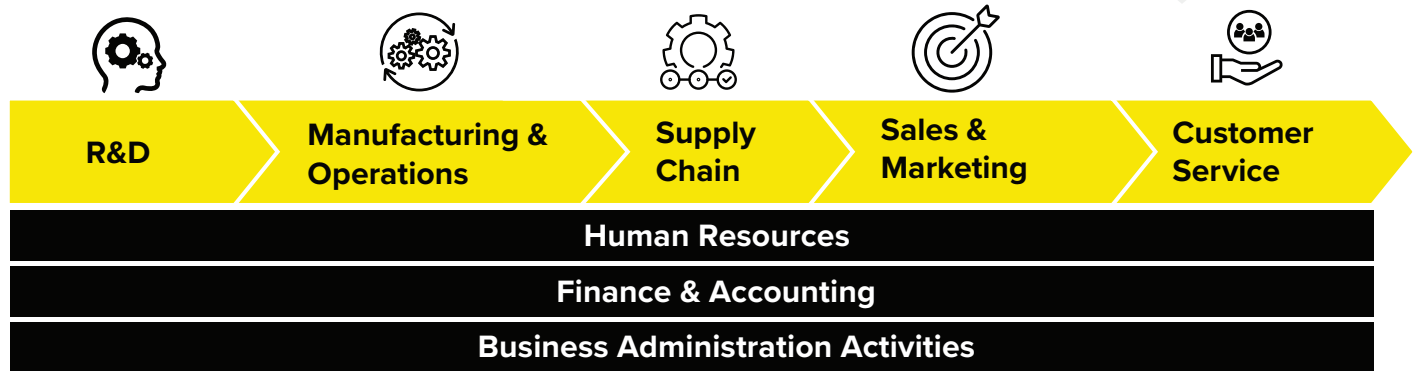 R&D
Manufacturing &
Operations
Supply
Chain
Sales &
Marketing
Customer
Service
Human Resources
Finance & Accounting
Business Administration Activities